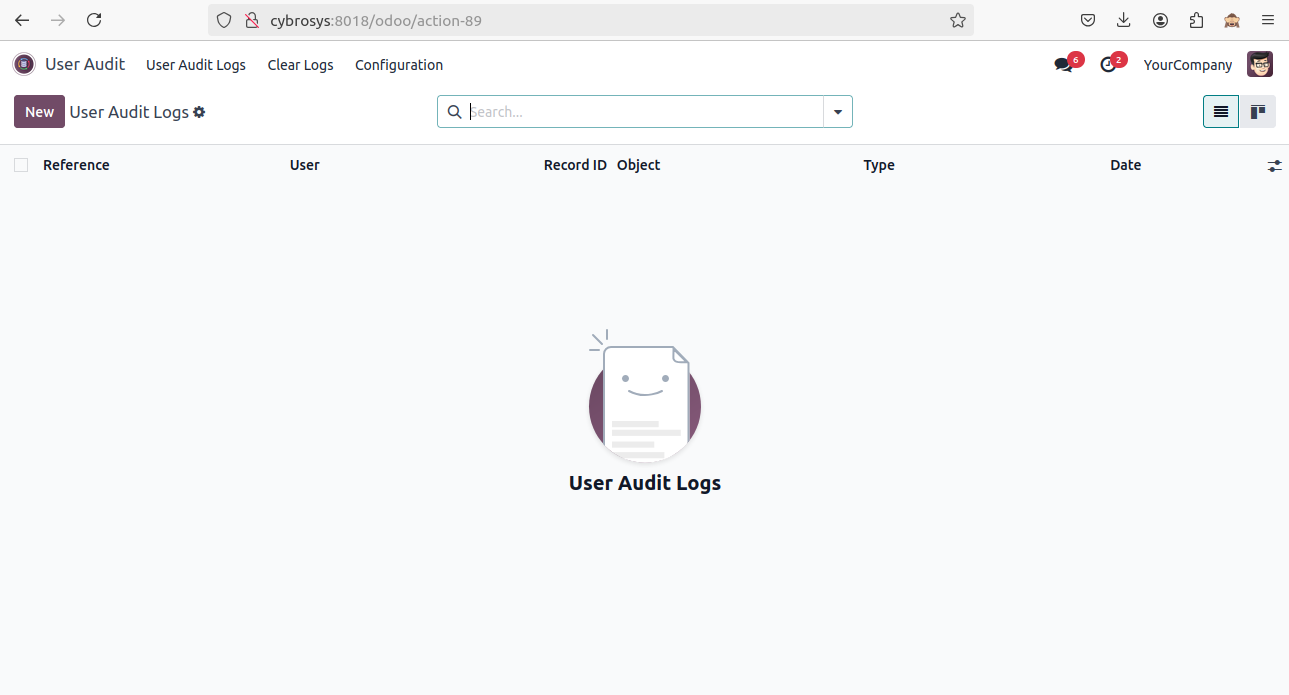 cybrosys:8018/odoo/action-89
User Audit User Audit Logs Clear Logs Configuration 6 2 YourCompany
New User Audit Logs Search...
Reference User Record ID Object Type Date
User Audit Logs